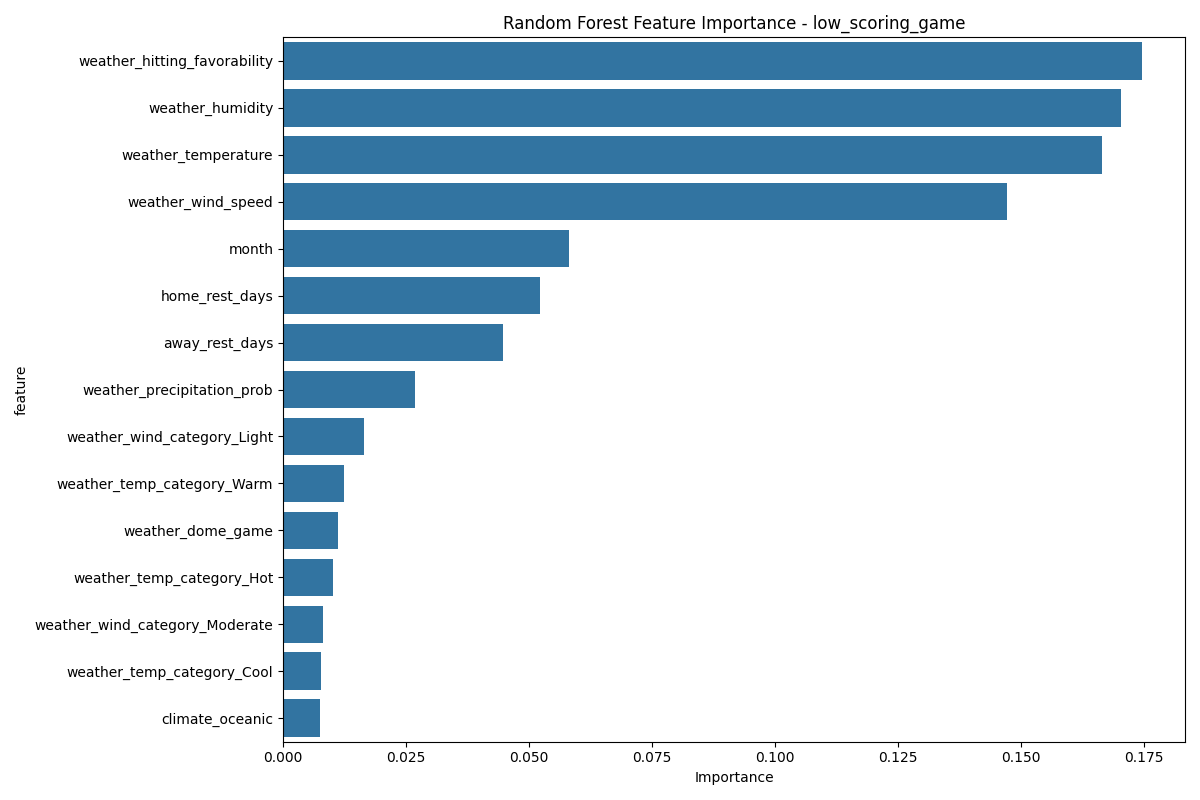 Random Forest Feature Importance - low_scoring_game
weather_hitting_favorability
weather_humidity
weather_temperature
weather_wind_speed
month
home_rest_days
away_rest_days
weather_precipitation_prob
weather_wind_category_Light
weather_temp_category_Warm
weather_dome_game
weather_temp_category_Hot
weather_wind_category_Moderate
weather_temp_category_Cool
climate_oceanic
feature
0.000 0.025 0.050 0.075 0.100 0.125 0.150 0.175
Importance